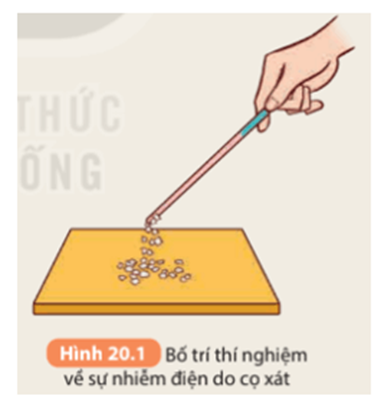 THỨC
ỐNG
Hình 20.1 Bố trí thí nghiệm
về sự nhiễm điện do cọ xát